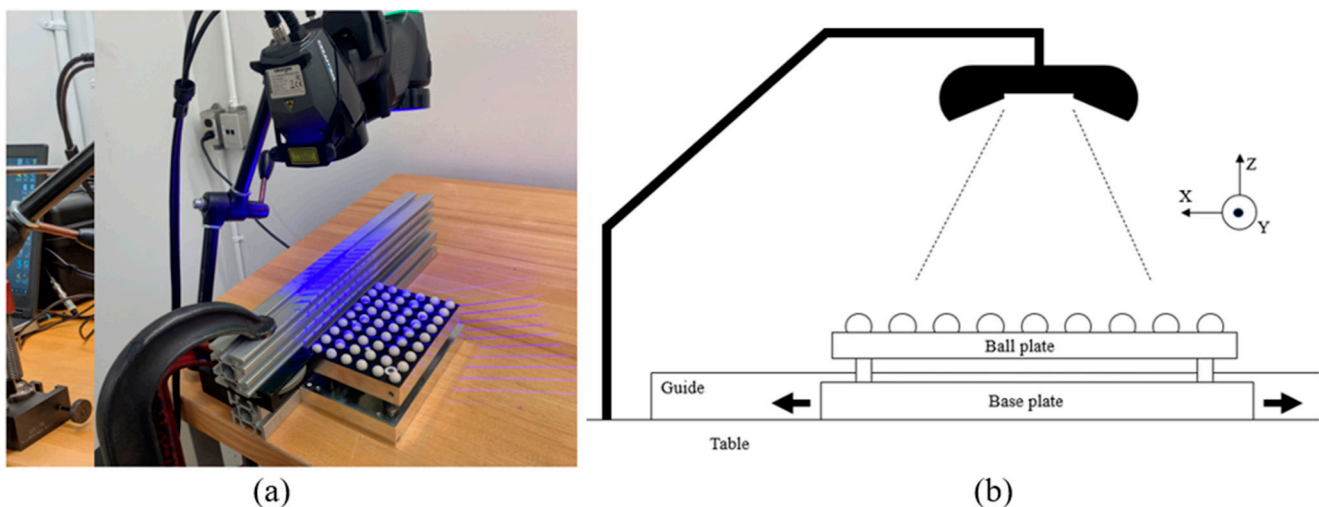 Z
X
Y
Ball plate
Guide
Base plate
Table
(a)
(b)